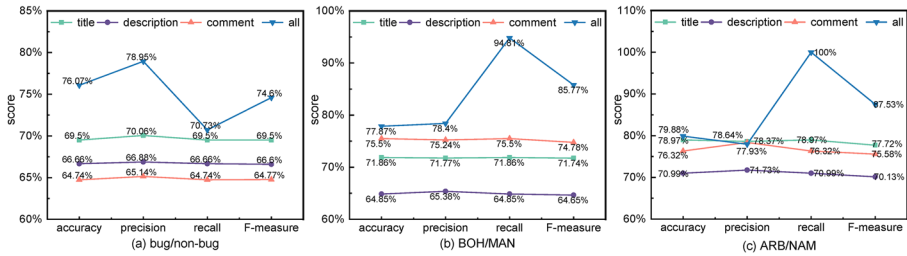 85%
80%
75%
70%
65%
60%
score
title description comment all
76.07% 78.95% 70.73% 74.6%
69.5% 70.06% 69.5% 69.5%
66.66% 66.88% 66.66% 66.6%
64.74% 65.14% 64.74% 64.77%
accuracy precision recall F-measure
(a) bug/non-bug
100%
90%
80%
70%
60%
score
title description comment all
77.87% 78.4% 94.81% 85.77%
75.5% 75.24% 75.5% 74.78%
71.86% 71.77% 71.86% 71.74%
64.85% 65.38% 64.85% 64.65%
accuracy precision recall F-measure
(b) BOH/MAN
110%
100%
90%
80%
70%
60%
score
title description comment all
79.88% 77.93% 100% 87.53%
78.97% 78.64% 78.97% 77.72%
76.32% 78.37% 76.32% 75.58%
70.99% 71.73% 70.99% 70.13%
accuracy precision recall F-measure
(c) ARB/NAM